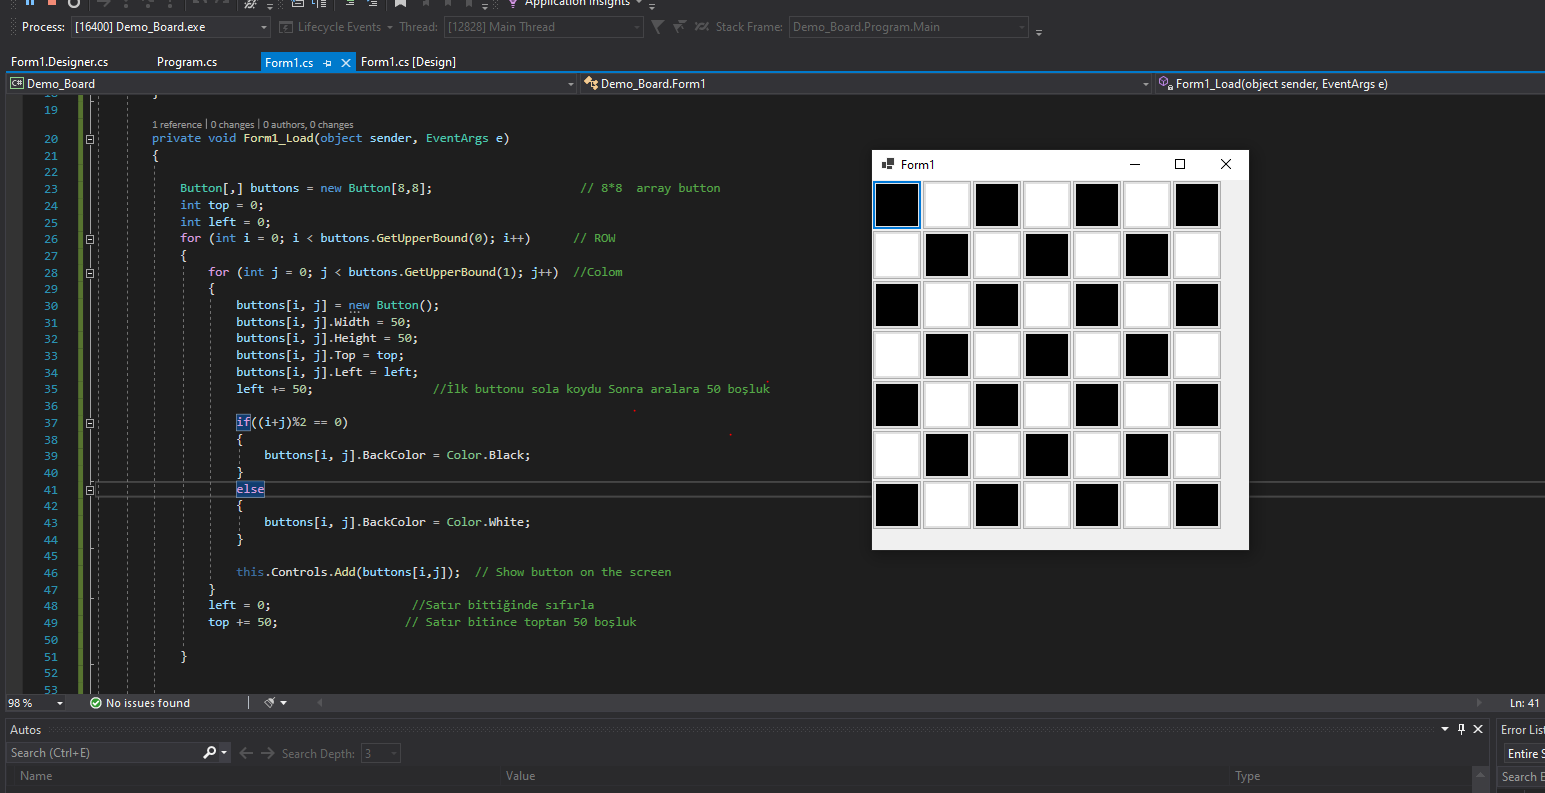 Application Insights
Process: [16400] Demo_Board.exe Lifecycle Events Thread: [12828] Main Thread Stack Frame: Demo_Board.Program.Main
Form1.Designer.cs Program.cs Form1.cs Form1.cs [Design]
C# Demo_Board Demo_Board.Form1 Form1_Load(object sender, EventArgs e)
19
1 reference | 0 changes | 0 authors, 0 changes
20 private void Form1_Load(object sender, EventArgs e)
21 {
22
23 Button[,] buttons = new Button[8,8]; // 8*8  array button
24 int top = 0;
25 int left = 0;
26 for (int i = 0; i < buttons.GetUpperBound(0); i++) // ROW
27 {
28 for (int j = 0; j < buttons.GetUpperBound(1); j++) //Colom
29 {
30 buttons[i, j] = new Button();
31 buttons[i, j].Width = 50;
32 buttons[i, j].Height = 50;
33 buttons[i, j].Top = top;
34 buttons[i, j].Left = left;
35 left += 50; //İlk buttonu sola koydu Sonra aralara 50 boşluk
36
37 if((i+j)%2 == 0)
38 {
39 buttons[i, j].BackColor = Color.Black;
40 }
41 else
42 {
43 buttons[i, j].BackColor = Color.White;
44 }
45
46 this.Controls.Add(buttons[i,j]); // Show button on the screen
47 }
48 left = 0; //Satır bittiğinde sıfırla
49 top += 50; // Satır bitince toptan 50 boşluk
50
51 }
52
53
Form1
98 % No issues found Ln: 41
Autos
Search (Ctrl+E) Search Depth: 3
Name Value Type
Error List
Entire S
Search E